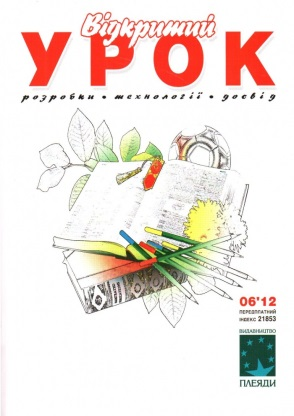 Відкритий
УРОК
розробки • технології • досвід
06'12
ПЕРЕДПЛАТНИЙ
ІНДЕКС 21853
ВИДАВНИЦТВО
ПЛЕЯДИ